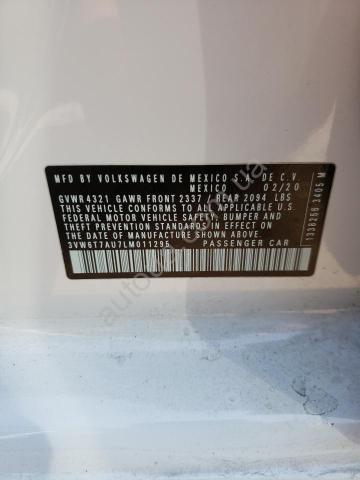 MFD BY VOLKSWAGEN DE MEXICO S.A. DE C.V.
MEXICO 02/20
GVWR 4321 GAWR FRONT 2337 / REAR 2094 LBS
THIS VEHICLE CONFORMS TO ALL APPLICABLE U.S.
FEDERAL MOTOR VEHICLE SAFETY, BUMPER AND
THEFT PREVENTION STANDARDS IN EFFECT ON THE
DATE OF MANUFACTURE SHOWN ABOVE.
3VW6T7AU7LM011295 PASSENGER CAR
1338256 3405 M